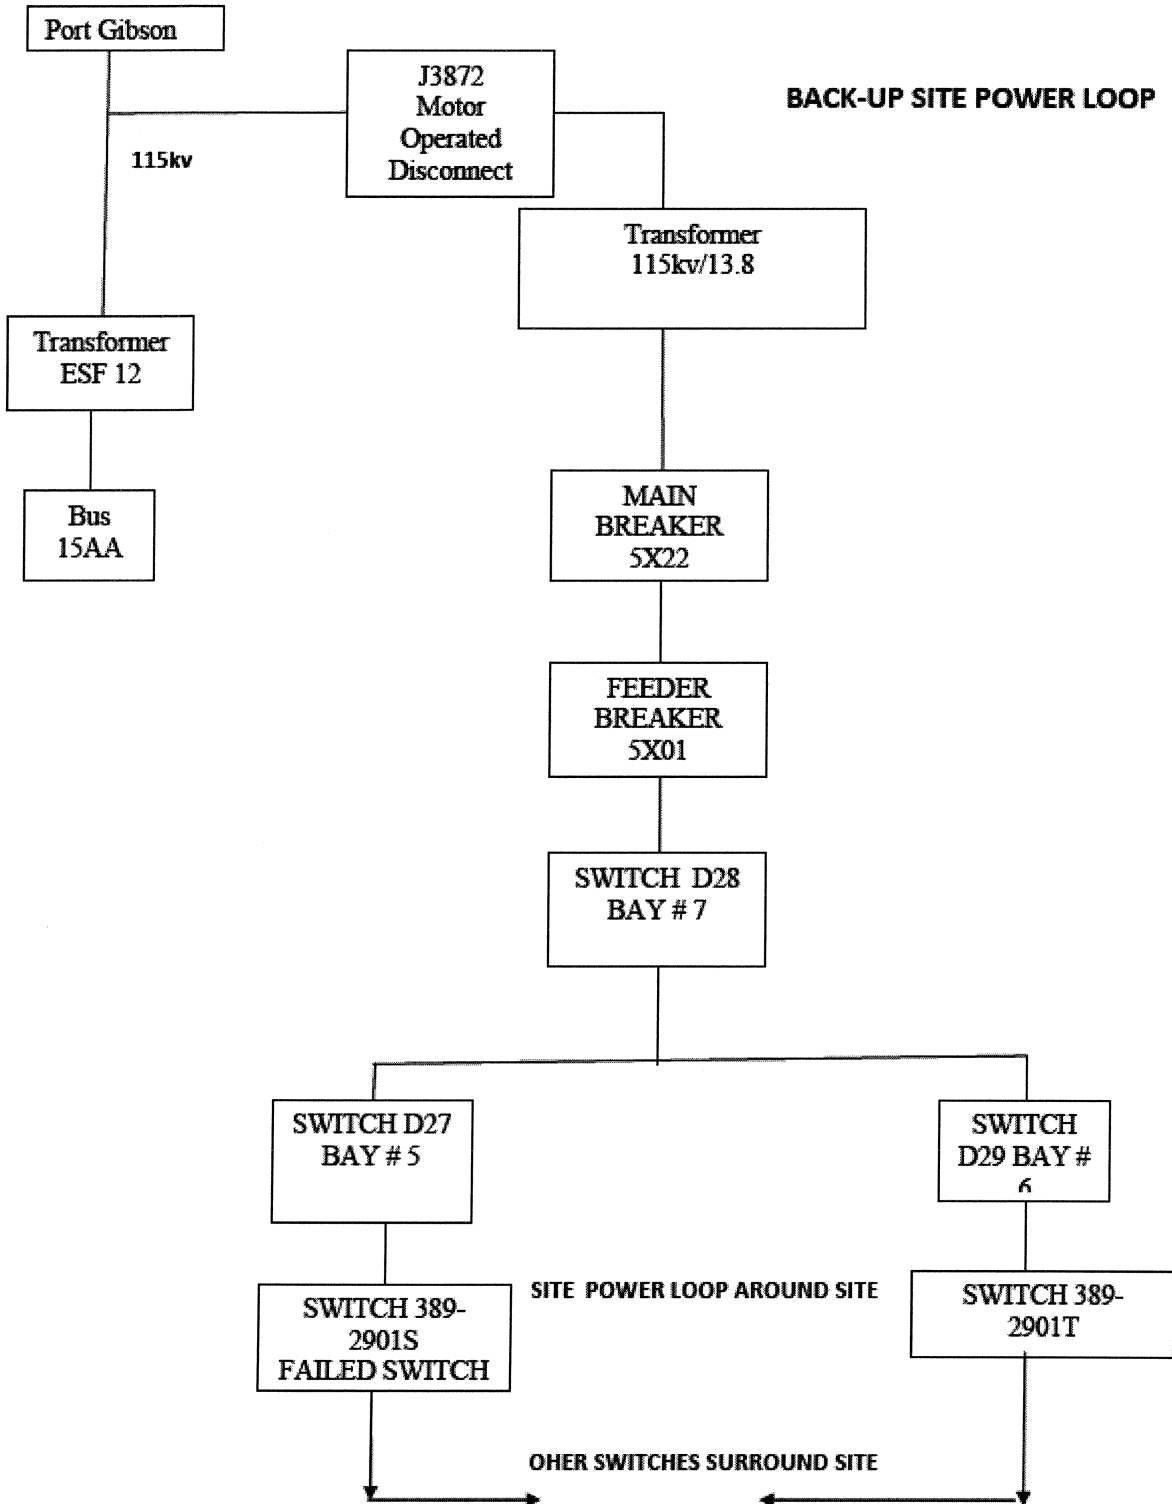 Port Gibson
J3872
Motor
Operated
Disconnect
BACK-UP SITE POWER LOOP
115kv
Transformer
115kv/13.8
Transformer
ESF 12
Bus
15AA
MAIN
BREAKER
5X22
FEEDER
BREAKER
5X01
SWITCH D28
BAY # 7
SWITCH D27
BAY # 5
SWITCH
D29 BAY #
6
SITE POWER LOOP AROUND SITE
SWITCH 389-
2901S
FAILED SWITCH
SWITCH 389-
2901T
OHER SWITCHES SURROUND SITE